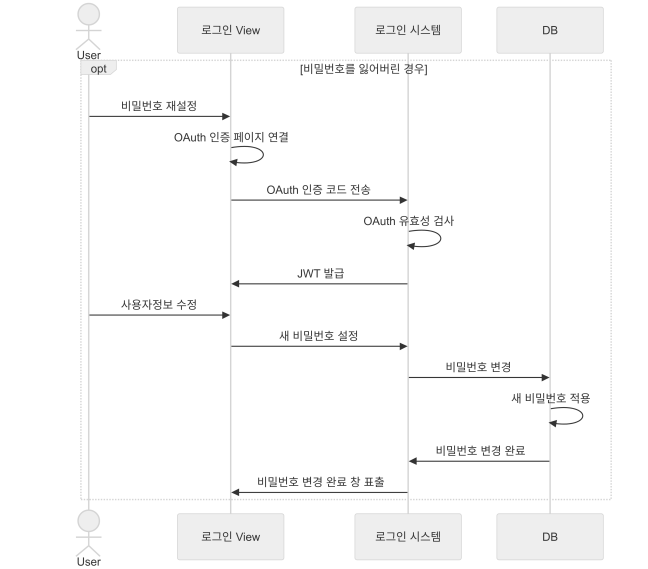 로그인 View
로그인 시스템
DB
User
opt
[비밀번호를 잃어버린 경우]
비밀번호 재설정
OAuth 인증 페이지 연결
OAuth 인증 코드 전송
OAuth 유효성 검사
JWT 발급
사용자정보 수정
새 비밀번호 설정
비밀번호 변경
새 비밀번호 적용
비밀번호 변경 완료
비밀번호 변경 완료 창 표출
로그인 View
로그인 시스템
DB
User